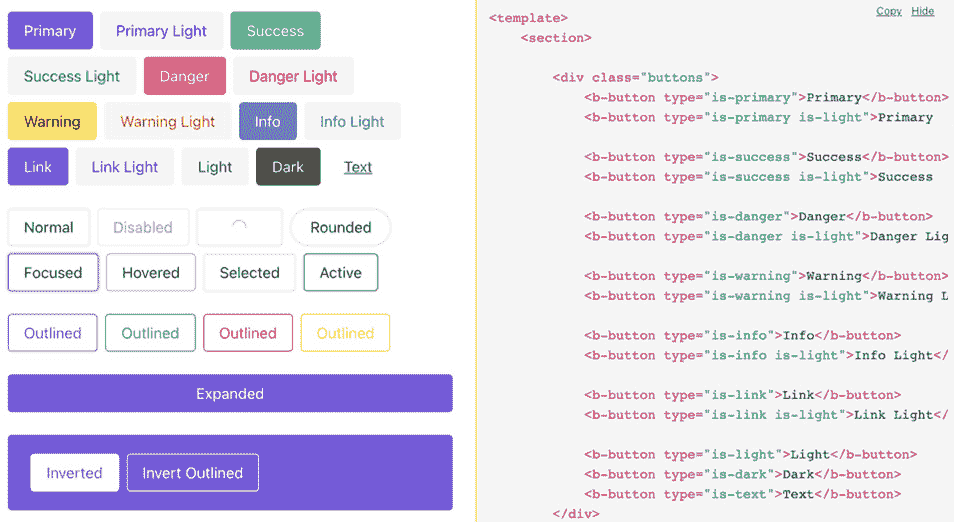 Primary Primary Light Success
Success Light Danger Danger Light
Warning Warning Light Info Info Light
Link Link Light Light Dark Text
Normal Disabled Rounded
Focused Hovered Selected Active
Outlined Outlined Outlined Outlined
Expanded
Inverted Invert Outlined
Copy Hide
<template>
<section>
<div class="buttons">
<b-button type="is-primary">Primary</b-button>
<b-button type="is-primary is-light">Primary
<b-button type="is-success">Success</b-button>
<b-button type="is-success is-light">Success
<b-button type="is-danger">Danger</b-button>
<b-button type="is-danger is-light">Danger Lig
<b-button type="is-warning">Warning</b-button>
<b-button type="is-warning is-light">Warning L
<b-button type="is-info">Info</b-button>
<b-button type="is-info is-light">Info Light</
<b-button type="is-link">Link</b-button>
<b-button type="is-link is-light">Link Light</
<b-button type="is-light">Light</b-button>
<b-button type="is-dark">Dark</b-button>
<b-button type="is-text">Text</b-button>
</div>